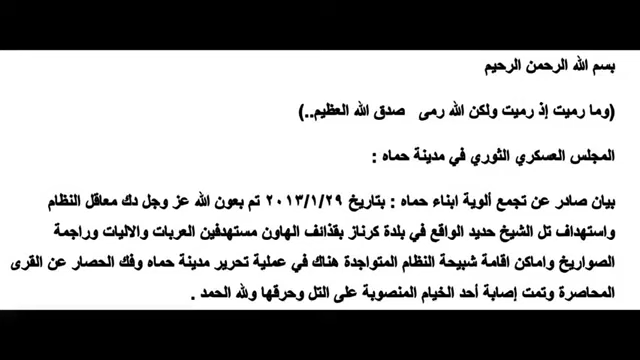 بسم الله الرحمن الرحيم
(وما رميت إذ رميت ولكن الله رمى صدق الله العظيم..)
المجلس العسكري الثوري في مدينة حماه :
بيان صادر عن تجمع ألوية ابناء حماه : بتاريخ ٢٠١٣/١/٢٩ تم بعون الله عز وجل دك معاقل النظام
واستهداف تل الشيخ حديد الواقع في بلدة كرناز بقذائف الهاون مستهدفين العربات والاليات وراجمة
الصواريخ واماكن اقامة شبيحة النظام المتواجدة هناك في عملية تحرير مدينة حماه وفك الحصار عن القرى
المحاصرة وتمت إصابة أحد الخيام المنصوبة على التل وحرقها ولله الحمد .